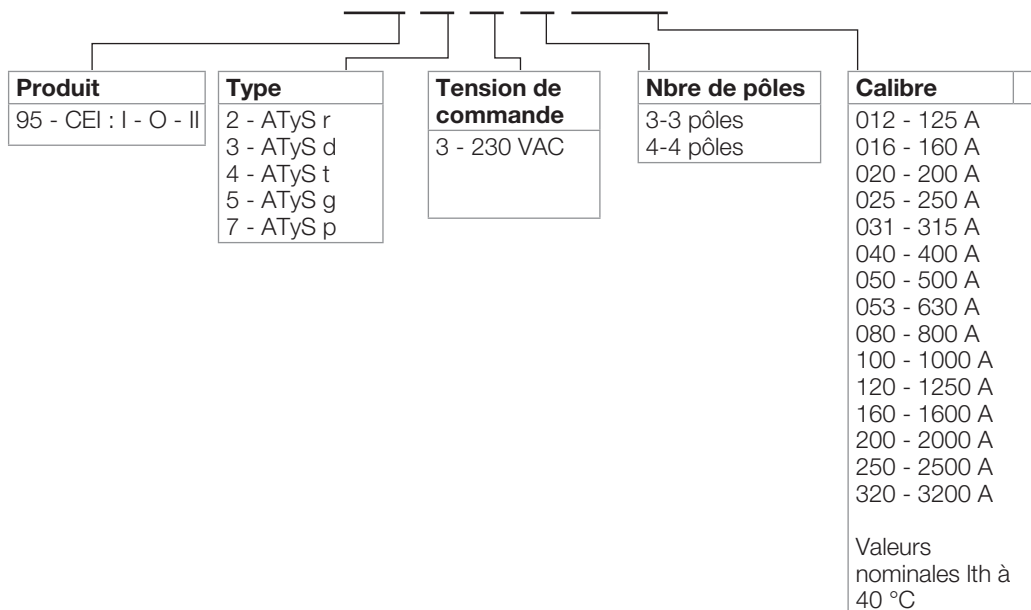 Produit
95 - CEI : I - O - II
Type
2 - ATyS r
3 - ATyS d
4 - ATyS t
5 - ATyS g
7 - ATyS p
Tension de
commande
3 - 230 VAC
Nbre de pôles
3-3 pôles
4-4 pôles
Calibre
012 - 125 A
016 - 160 A
020 - 200 A
025 - 250 A
031 - 315 A
040 - 400 A
050 - 500 A
053 - 630 A
080 - 800 A
100 - 1000 A
120 - 1250 A
160 - 1600 A
200 - 2000 A
250 - 2500 A
320 - 3200 A
Valeurs
nominales Ith à
40 °C